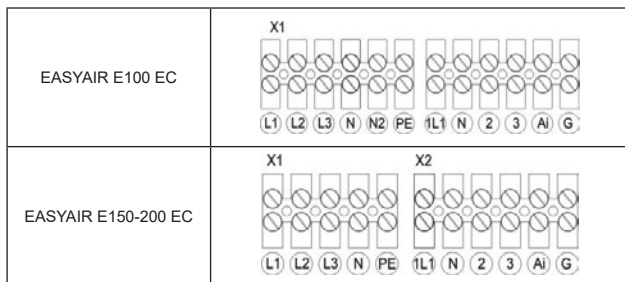 X1
EASYAIR E100 EC
L1 L2 L3 N N2 PE 1L1 N 2 3 Ai G
X1 X2
EASYAIR E150-200 EC
L1 L2 L3 N PE 1L1 N 2 3 Ai G